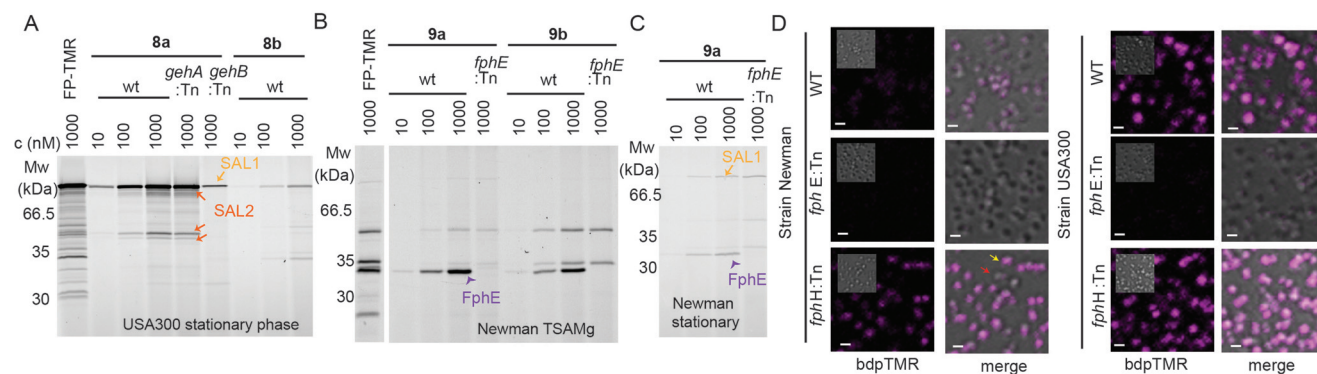 A
8a
8b
FP-TMR
wt
gehA
:Tn
gehB
:Tn
wt
1000
10
100
1000
1000
1000
10
100
1000
c (nM)
Mw
(kDa)
66.5
35
30
SAL1
SAL2
USA300 stationary phase
B
9a
9b
FP-TMR
wt
fphE
:Tn
wt
fphE
:Tn
1000
10
100
1000
1000
10
100
1000
1000
Mw
(kDa)
66.5
35
30
FphE
Newman TSAMg
C
9a
wt
fphE
:Tn
10
100
1000
1000
Mw
(kDa)
66.5
35
30
SAL1
FphE
Newman
stationary
D
Strain Newman
WT
fph E:Tn
fphH:Tn
bdpTMR
merge
Strain USA300
WT
fph E:Tn
fphH:Tn
bdpTMR
merge